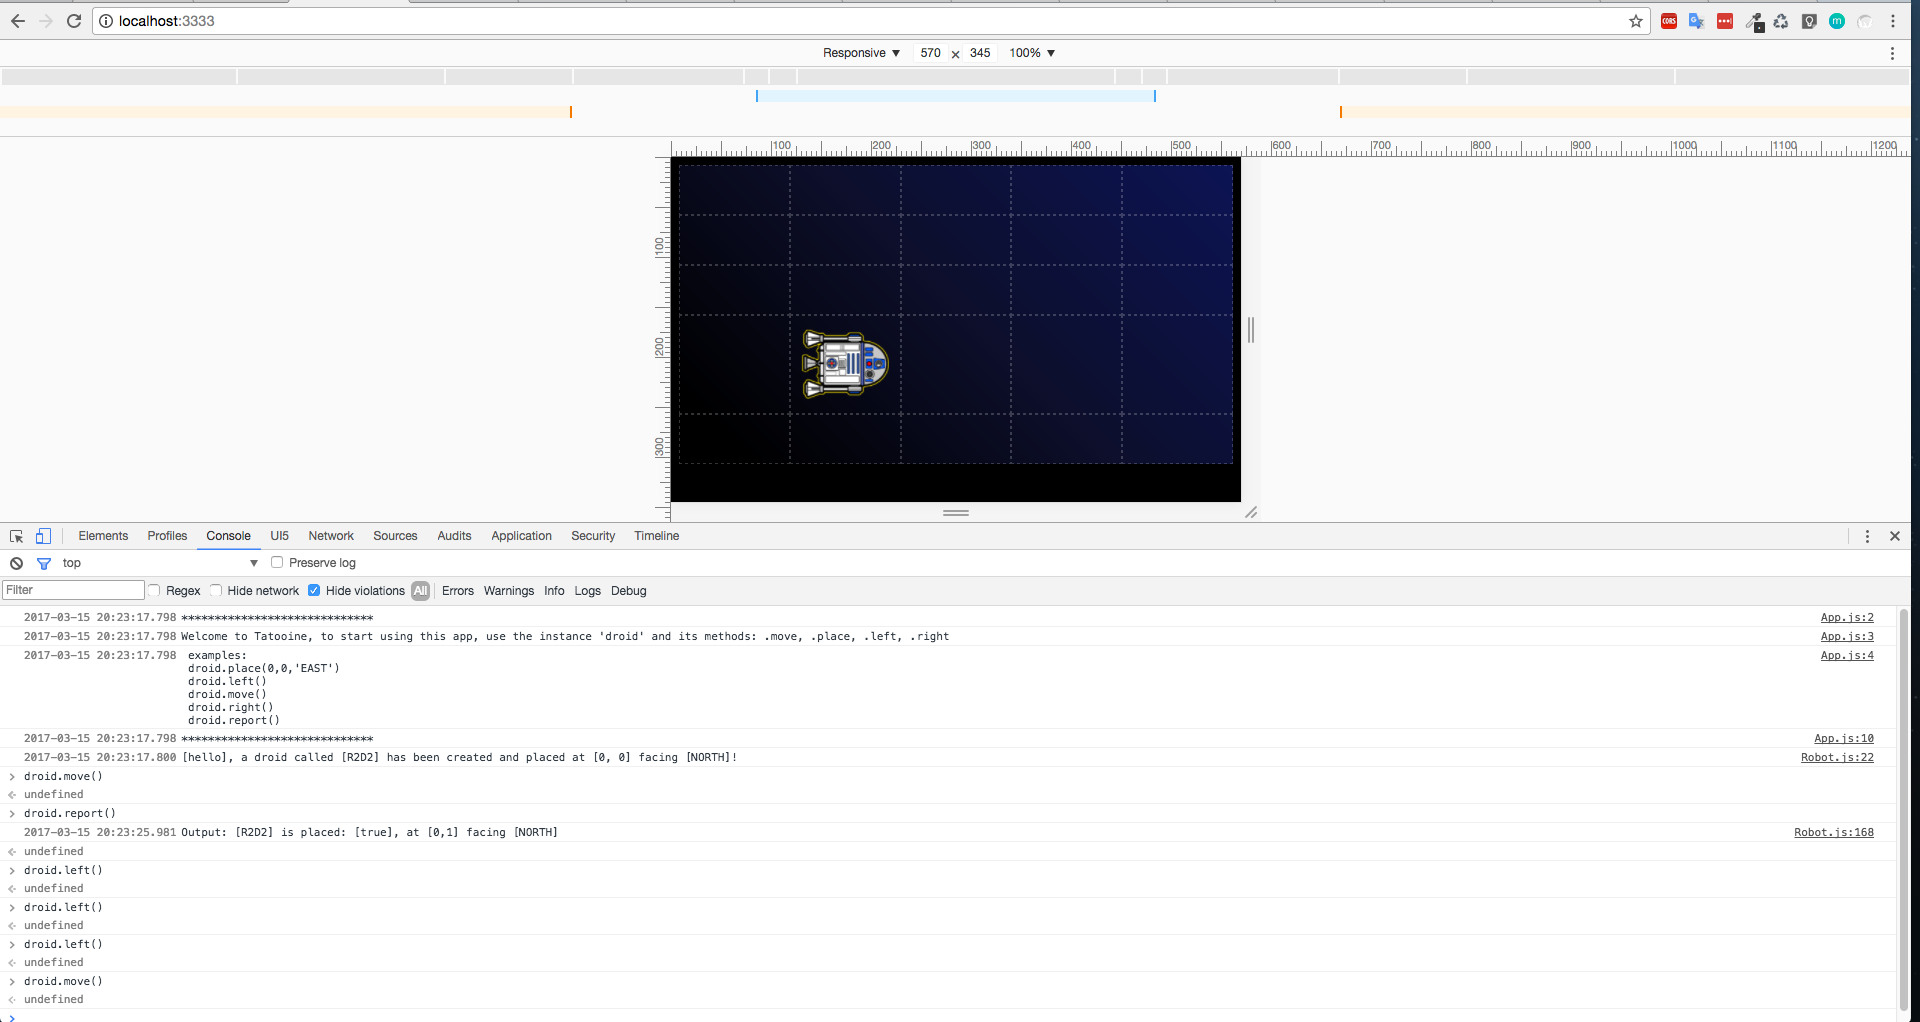 localhost:3333
CORS
m
Responsive ▼ 570 × 345 100% ▼
100 200 300 400 500 600 700 800 900 1000 1100 1200
100
200
300
Elements Profiles Console UI5 Network Sources Audits Application Security Timeline
top ▼ Preserve log
Filter Regex Hide network Hide violations All Errors Warnings Info Logs Debug
2017-03-15 20:23:17.798 ***************************** App.js:2
2017-03-15 20:23:17.798 Welcome to Tatooine, to start using this app, use the instance 'droid' and its methods: .move, .place, .left, .right App.js:3
2017-03-15 20:23:17.798 examples: App.js:4
droid.place(0,0,'EAST')
droid.left()
droid.move()
droid.right()
droid.report()
2017-03-15 20:23:17.798 ***************************** App.js:10
2017-03-15 20:23:17.800 [hello], a droid called [R2D2] has been created and placed at [0, 0] facing [NORTH]! Robot.js:22
> droid.move()
undefined
> droid.report()
2017-03-15 20:23:25.981 Output: [R2D2] is placed: [true], at [0,1] facing [NORTH] Robot.js:168
undefined
> droid.left()
undefined
> droid.left()
undefined
> droid.left()
undefined
> droid.move()
undefined
>